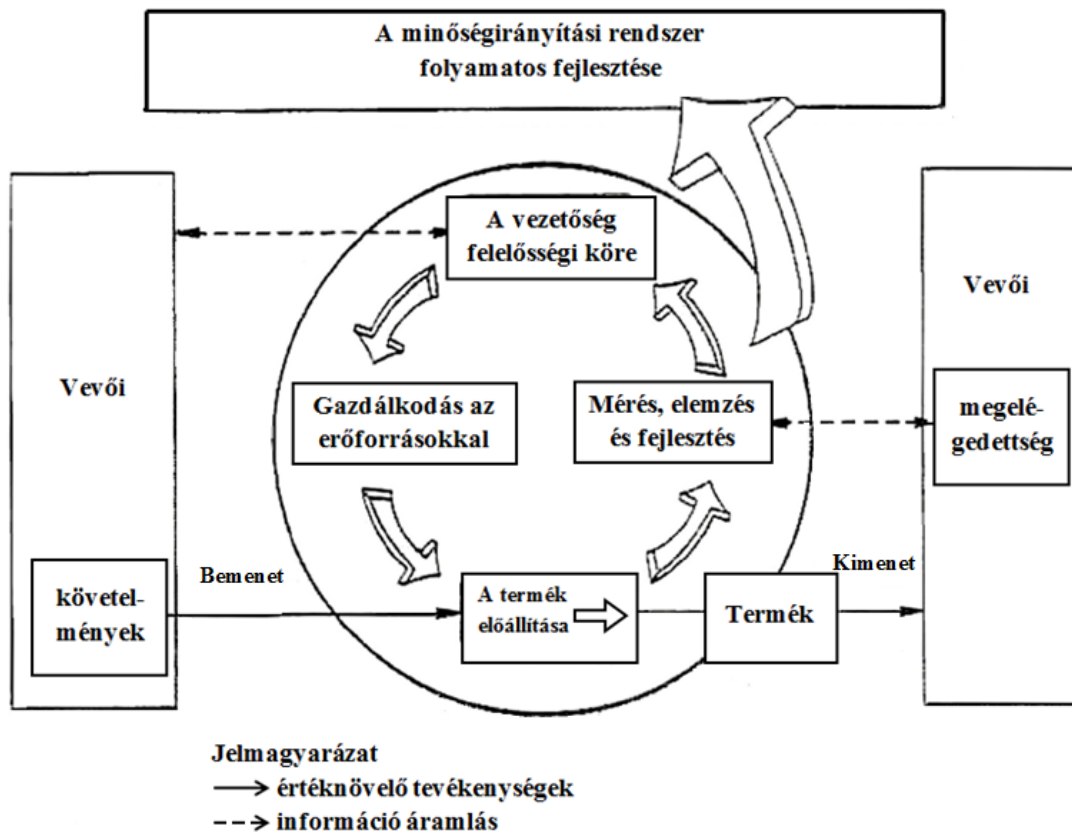 A minőségirányítási rendszer
folyamatos fejlesztése
A vezetőség
felelősségi köre
Vevői
Vevői
Gazdálkodás az
erőforrásokkal
Mérés, elemzés
és fejlesztés
megelé-
gedettség
követel-
mények
Bemenet
A termék
előállítása
Termék
Kimenet
Jelmagyarázat
értéknövelő tevékenységek
információ áramlás